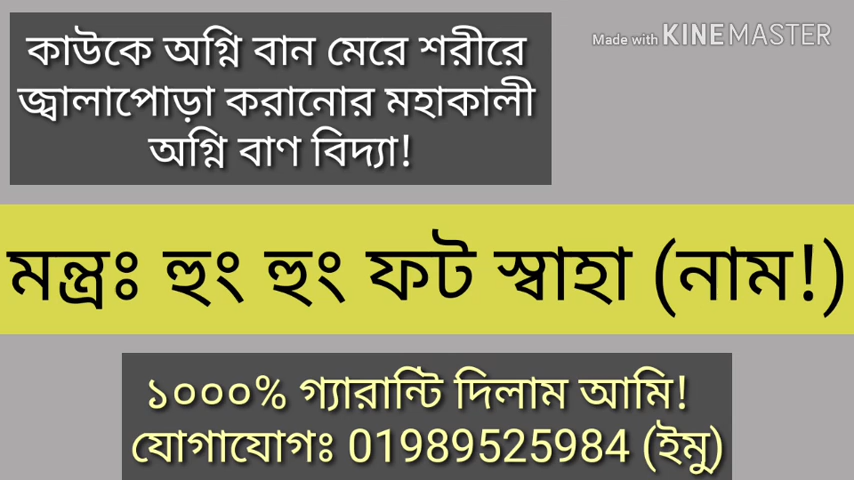 Made with KINEMASTER
কাউকে অগ্নি বান মেরে শরীরে
জ্বালাপোড়া করানোর মহাকালী
অগ্নি বাণ বিদ্যা!
মন্ত্রঃ হুং হুং ফট স্বাহা (নাম!)
১০০০% গ্যারান্টি দিলাম আমি!
যোগাযোগঃ 01989525984 (ইমু)